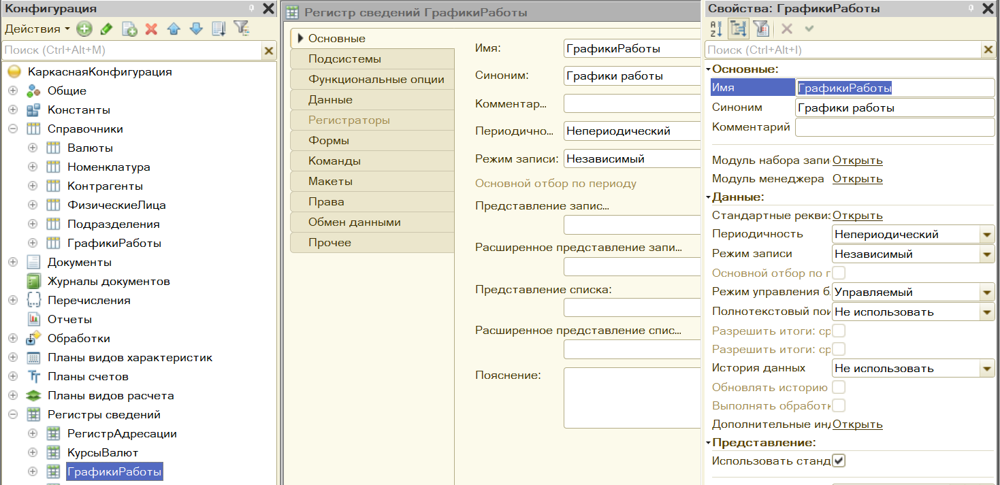 Конфигурация
Действия
Поиск (Ctrl+Alt+M)
КаркаснаяКонфигурация
Общие
Константы
Справочники
Валюты
Номенклатура
Контрагенты
ФизическиеЛица
Подразделения
ГрафикиРаботы
Документы
Журналы документов
Перечисления
Отчеты
Обработки
Планы видов характеристик
Планы счетов
Планы видов расчета
Регистры сведений
РегистрАдресации
КурсыВалют
ГрафикиРаботы
Регистр сведений ГрафикиРаботы
Основные
Подсистемы
Функциональные опции
Данные
Регистраторы
Формы
Команды
Макеты
Права
Обмен данными
Прочее
Имя: ГрафикиРаботы
Синоним: Графики работы
Комментар...
Периодично... Непериодический
Режим записи: Независимый
Основной отбор по периоду
Представление запис...
Расширенное представление запи...
Представление списка:
Расширенное представление спис...
Пояснение:
Свойства: ГрафикиРаботы
Поиск (Ctrl+Alt+I)
Основные:
Имя ГрафикиРаботы
Синоним Графики работы
Комментарий
Модуль набора запи Открыть
Модуль менеджера Открыть
Данные:
Стандартные реквиз Открыть
Периодичность Непериодический
Режим записи Независимый
Основной отбор по п
Режим управления б Управляемый
Полнотекстовый пои Не использовать
Разрешить итоги: ср
Разрешить итоги: ср
История данных Не использовать
Обновлять историю
Выполнять обработк
Дополнительные инд Открыть
Представление:
Использовать станд